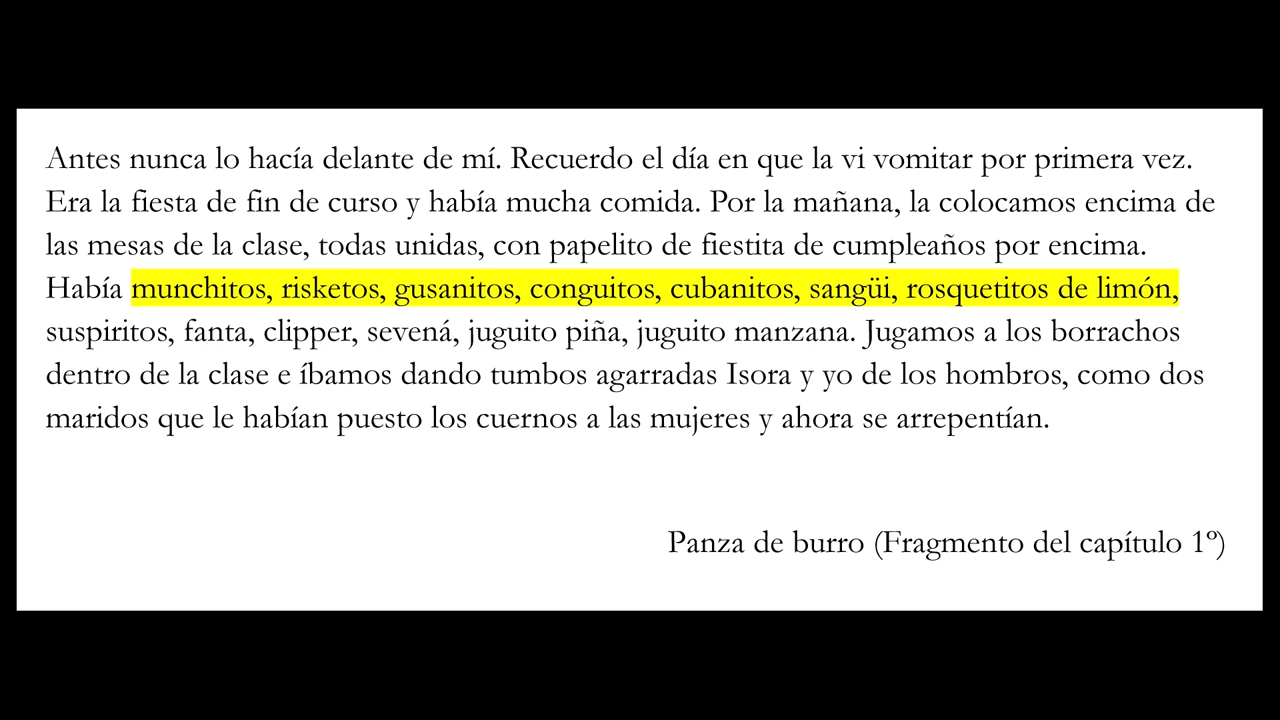 Antes nunca lo hacía delante de mí. Recuerdo el día en que la vi vomitar por primera vez.
Era la fiesta de fin de curso y había mucha comida. Por la mañana, la colocamos encima de
las mesas de la clase, todas unidas, con papelito de fiestita de cumpleaños por encima.
Había munchitos, risketos, gusanitos, conguitos, cubanitos, sangüi, rosquetitos de limón,
suspiritos, fanta, clipper, sevená, juguito piña, juguito manzana. Jugamos a los borrachos
dentro de la clase e íbamos dando tumbos agarradas Isora y yo de los hombros, como dos
maridos que le habían puesto los cuernos a las mujeres y ahora se arrepentían.
Panza de burro (Fragmento del capítulo 1º)